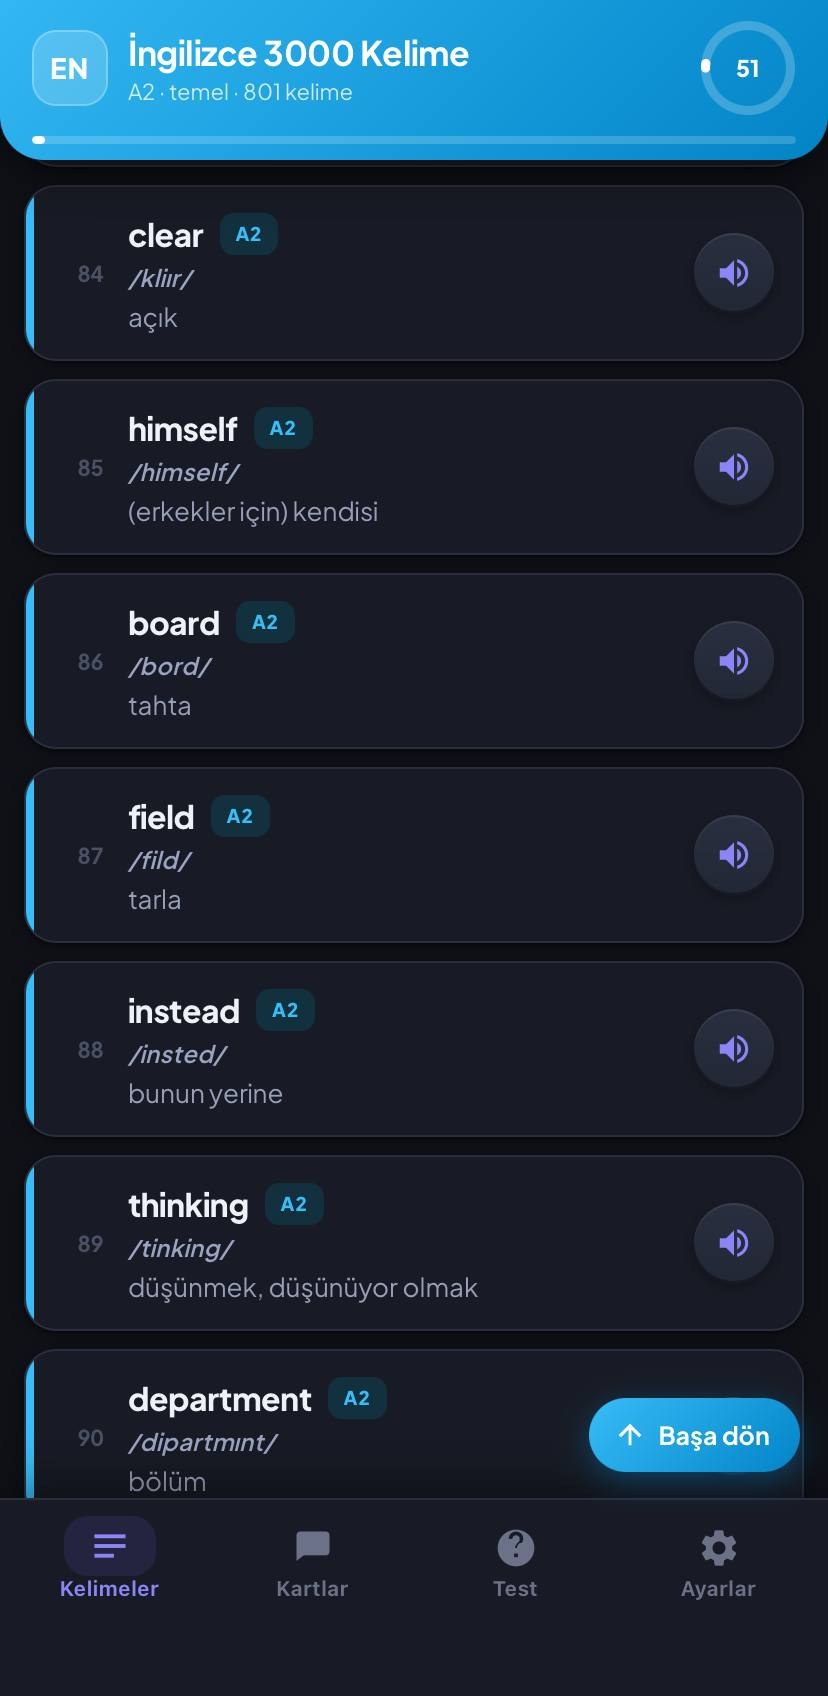 EN
İngilizce 3000 Kelime
A2 · temel · 801 kelime
51
84
clear A2
/kliır/
açık
85
himself A2
/himself/
(erkekler için) kendisi
86
board A2
/bord/
tahta
87
field A2
/fild/
tarla
88
instead A2
/insted/
bunun yerine
89
thinking A2
/tinking/
düşünmek, düşünüyor olmak
90
department A2
/dipartmınt/
bölüm
Başa dön
Kelimeler
Kartlar
Test
Ayarlar